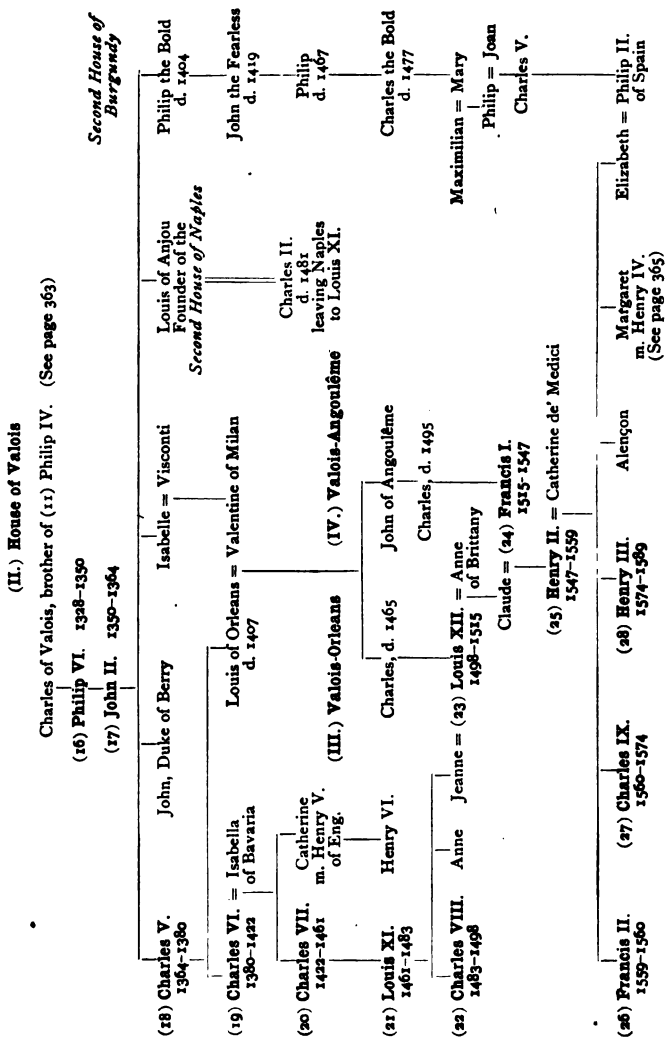 (II.) House of Valois
Charles of Valois, brother of (11) Philip IV. (See page 363)
(16) Philip VI. 1328–1350
(17) John II. 1350–1364
Second House of
Burgundy
(18) Charles V.
1364–1380
John, Duke of Berry
Isabelle = Visconti
Louis of Anjou
Founder of the
Second House of Naples
Philip the Bold
d. 1404
(19) Charles VI. = Isabella
1380–1422 of Bavaria
Louis of Orleans = Valentine of Milan
d. 1407
John the Fearless
d. 1419
(20) Charles VII.
1422–1461
Catherine
m. Henry V.
of Eng.
(III.) Valois-Orleans
(IV.) Valois-Angoulême
Charles II.
d. 1481
leaving Naples
to Louis XI.
Philip
d. 1467
(21) Louis XI.
1461–1483
Henry VI.
Charles, d. 1465
John of Angoulême
Charles, d. 1495
Charles the Bold
d. 1477
(22) Charles VIII.
1483–1498
Anne
Jeanne = (23) Louis XII. = Anne
1498–1515 of Brittany
Claude = (24) Francis I.
1515–1547
Maximilian = Mary
Philip = Joan
Charles V.
(25) Henry II. = Catherine de' Medici
1547–1559
(26) Francis II.
1559–1560
(27) Charles IX.
1560–1574
(28) Henry III.
1574–1589
Alençon
Margaret
m. Henry IV.
(See page 365)
Elizabeth = Philip II.
of Spain